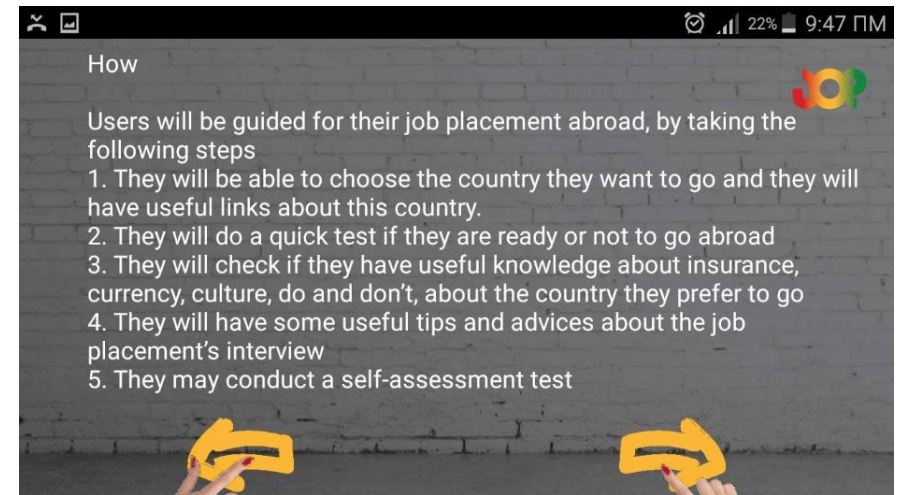 22% 9:47 ΠΜ
How
JOP
Users will be guided for their job placement abroad, by taking the
following steps
1. They will be able to choose the country they want to go and they will
have useful links about this country.
2. They will do a quick test if they are ready or not to go abroad
3. They will check if they have useful knowledge about insurance,
currency, culture, do and don't, about the country they prefer to go
4. They will have some useful tips and advices about the job
placement's interview
5. They may conduct a self-assessment test